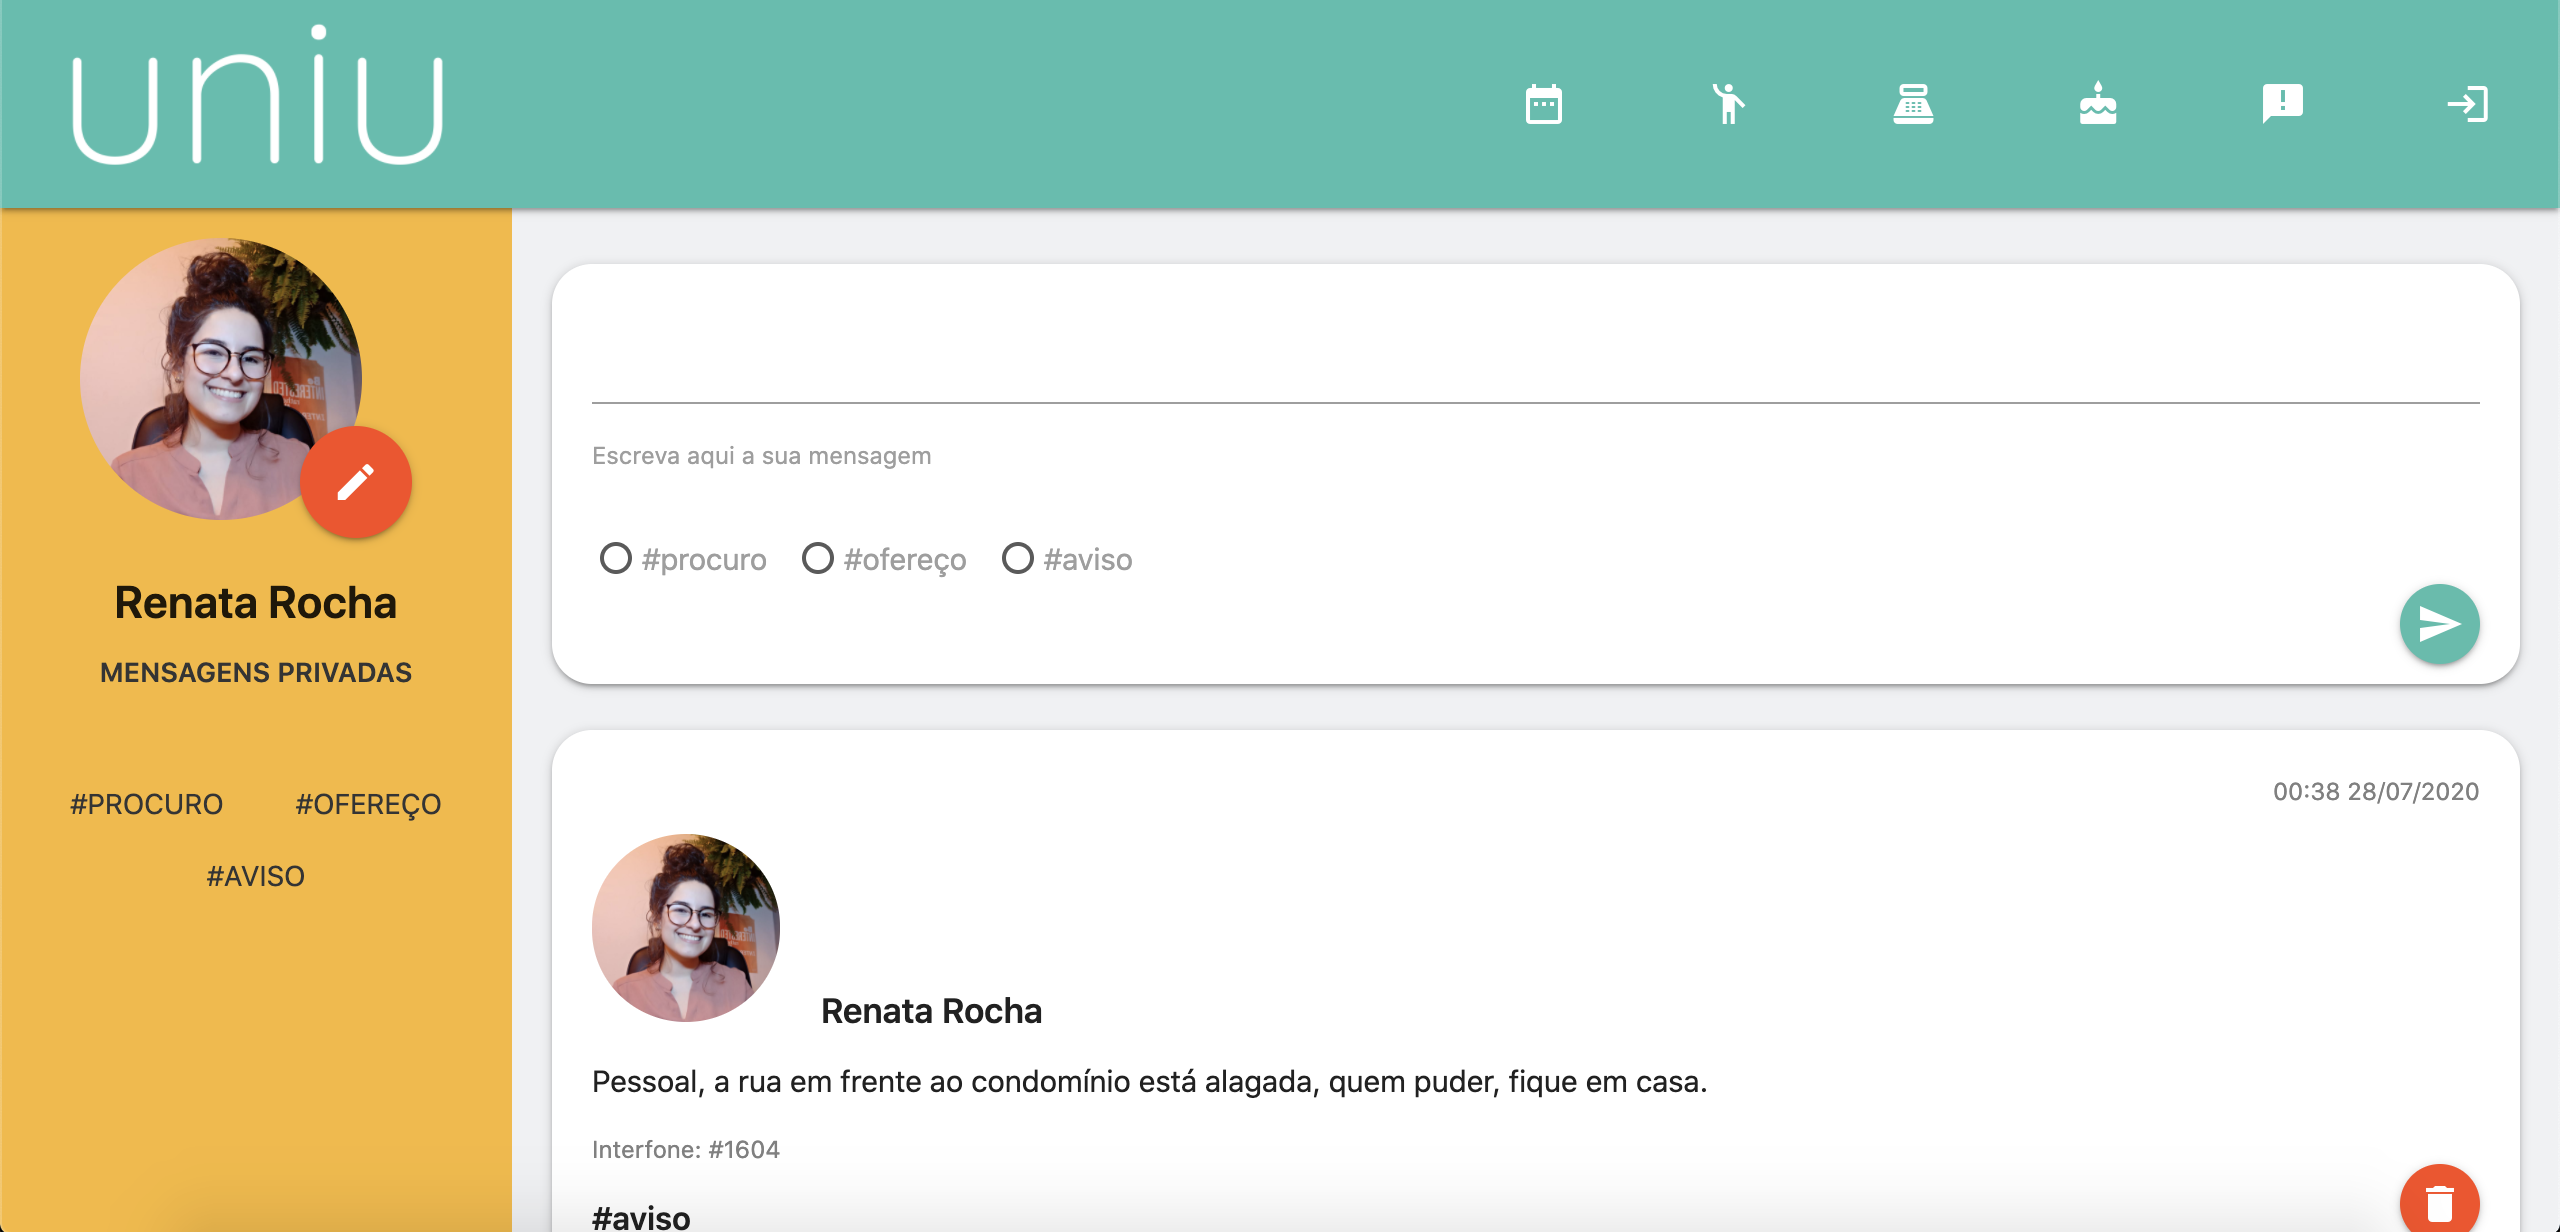 uniu
Renata Rocha
MENSAGENS PRIVADAS
#PROCURO #OFEREÇO
#AVISO
Escreva aqui a sua mensagem
#procuro #ofereço #aviso
00:38 28/07/2020
Renata Rocha
Pessoal, a rua em frente ao condomínio está alagada, quem puder, fique em casa.
Interfone: #1604
#aviso